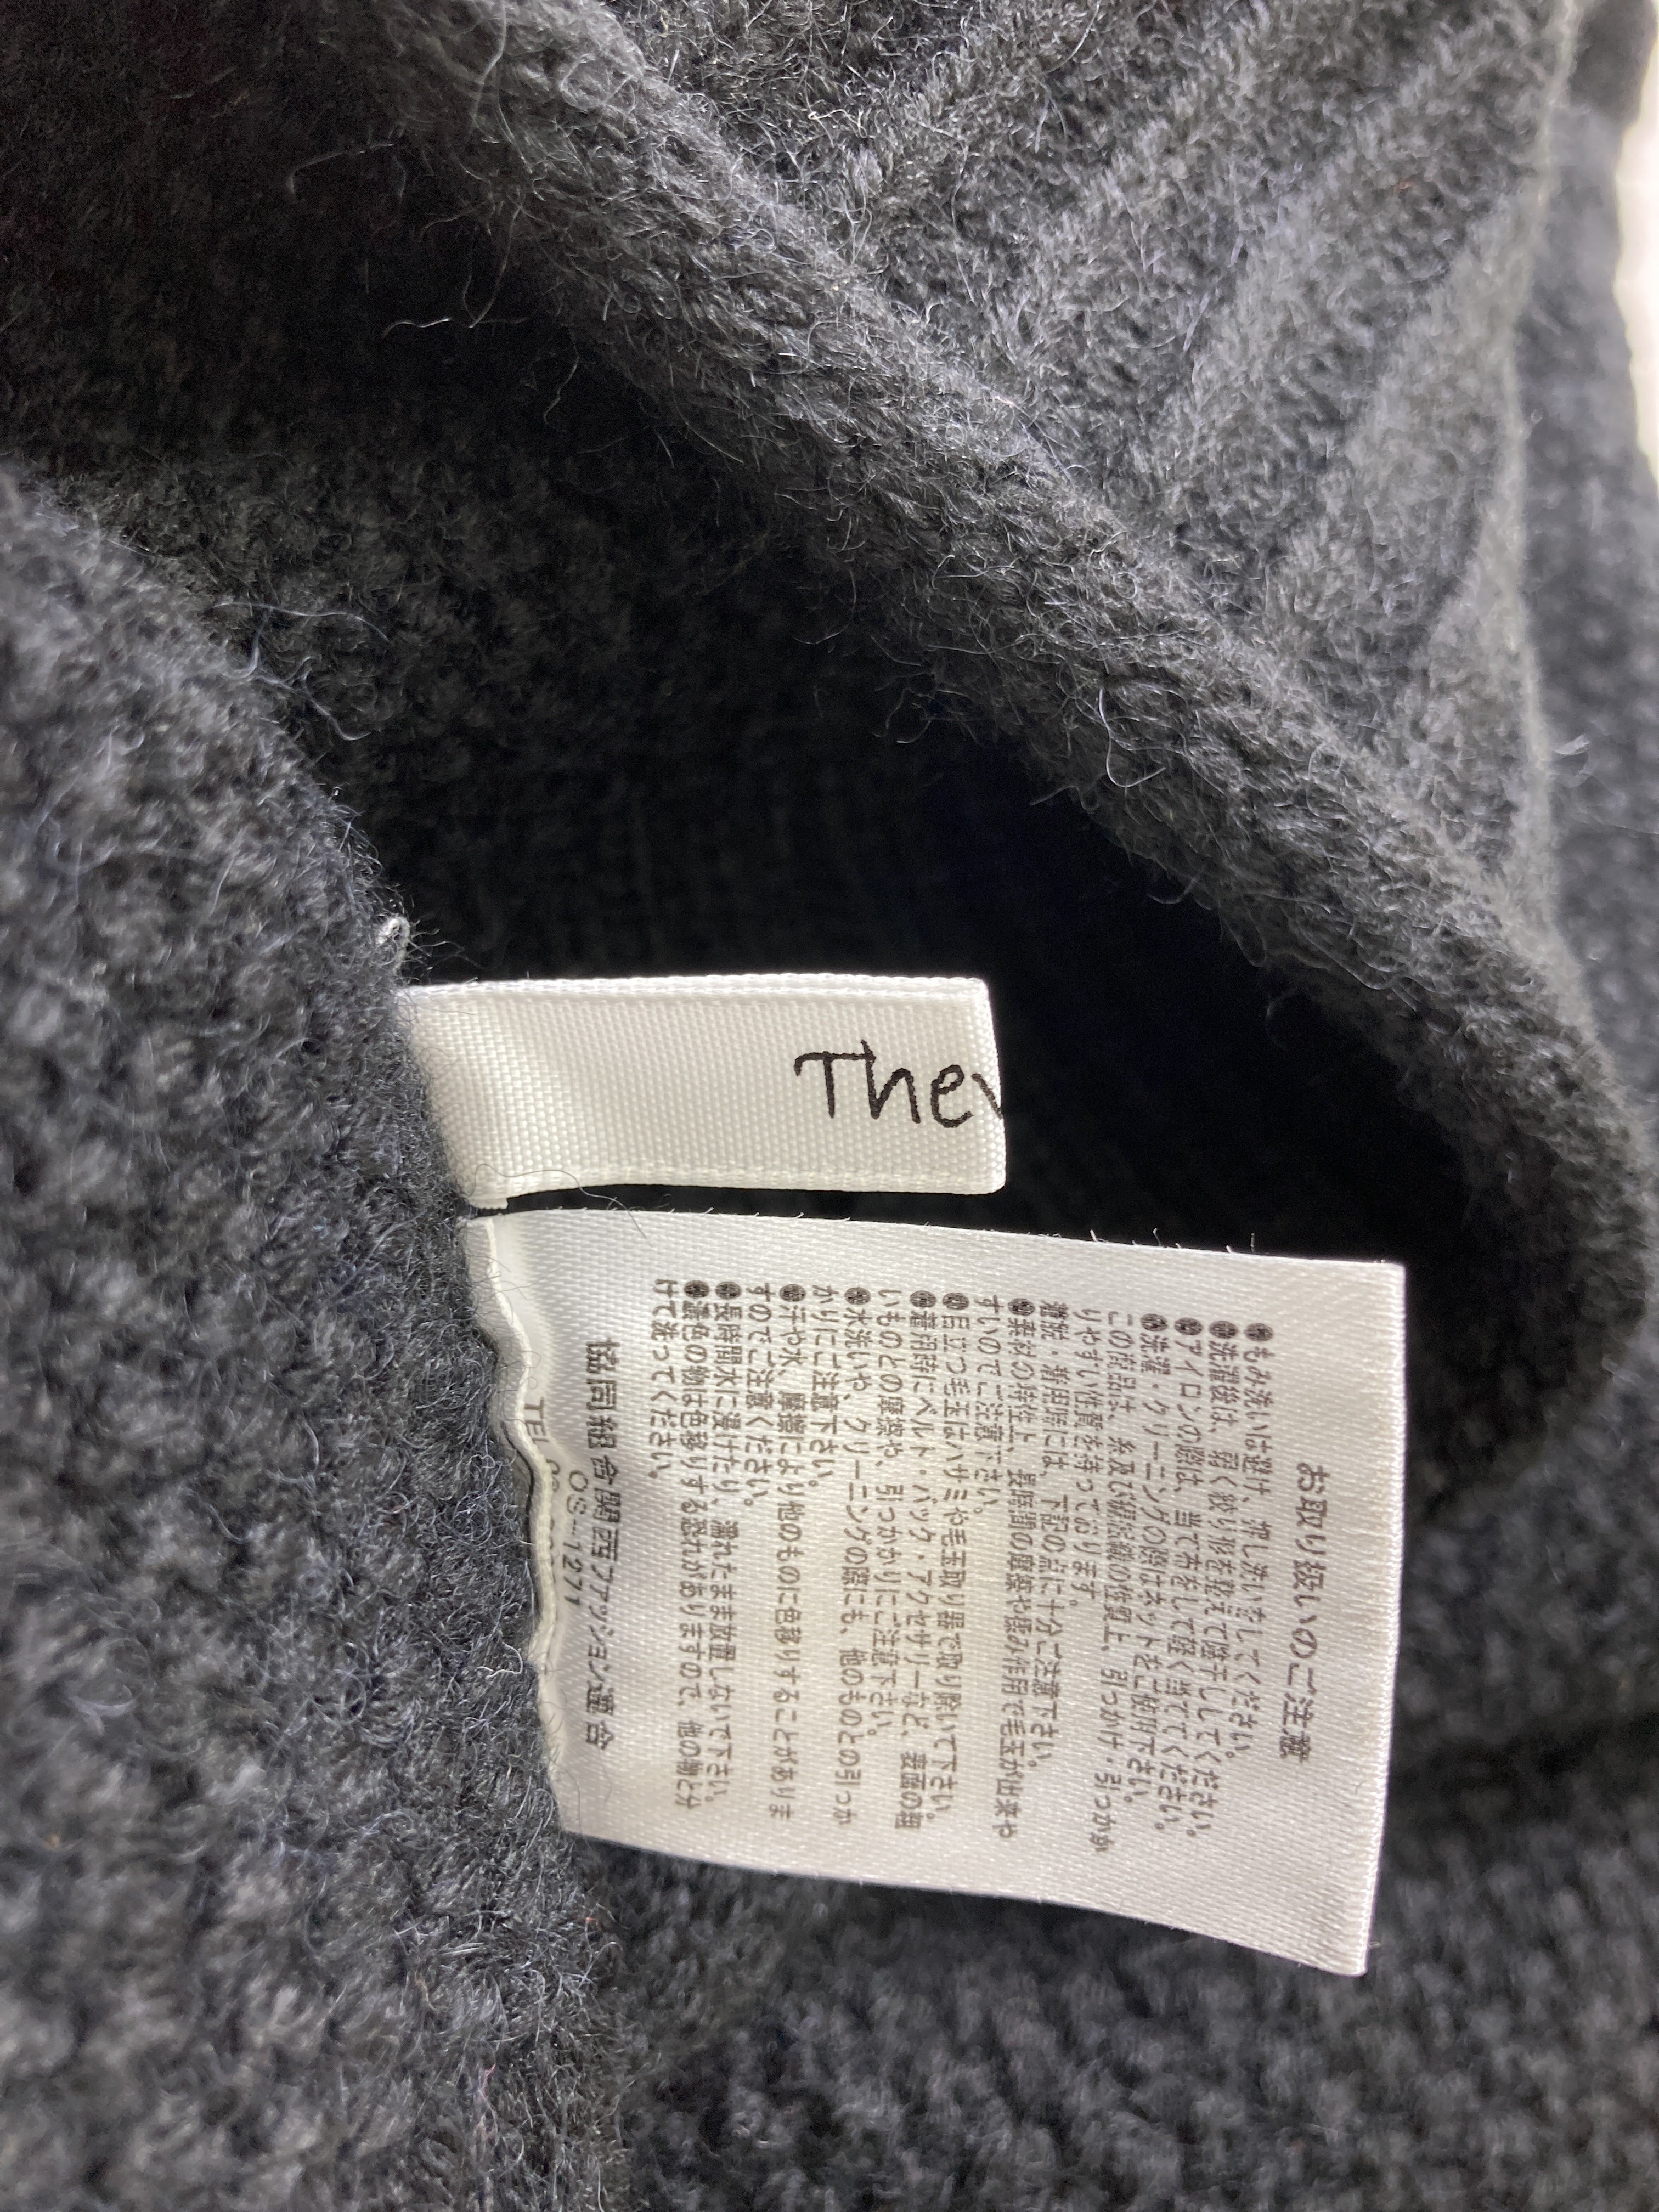 Thev
お取り扱いのご注意
●もみ洗いは避け、押し洗いをしてください。
●洗濯後は、弱く絞り形を整えて陰干ししてください。
●アイロンの際は、当て布をして軽く当ててください。
●洗濯・クリーニングの際はネットをご使用下さい。
この商品は、糸及び編組織の性質上、引っかけ・引っかか
りやすい性質を持っております。
着脱・着用際には、下記の点に十分ご注意下さい。
●素材の特性上、長時間の摩擦や揉み作用で毛玉が出来や
すいのでご注意下さい。
●目立つ毛玉はハサミや毛玉取り器で取り除いて下さい。
●着用時にベルト・バック・アクセサリーなど、表面の粗
いものとの摩擦や、引っかかりにご注意下さい。
●水洗いや、クリーニングの際にも、他のものとの引っか
かりにご注意下さい。
●汗や水、摩擦により他のものに色移りすることがありま
すのでご注意ください。
●長時間水に浸けたり、濡れたまま放置しないで下さい。
●濃色の物は色移りする恐れがありますので、他の物と分
けて洗ってください。
協同組合関西ファッション連合
OS-1271
TEL